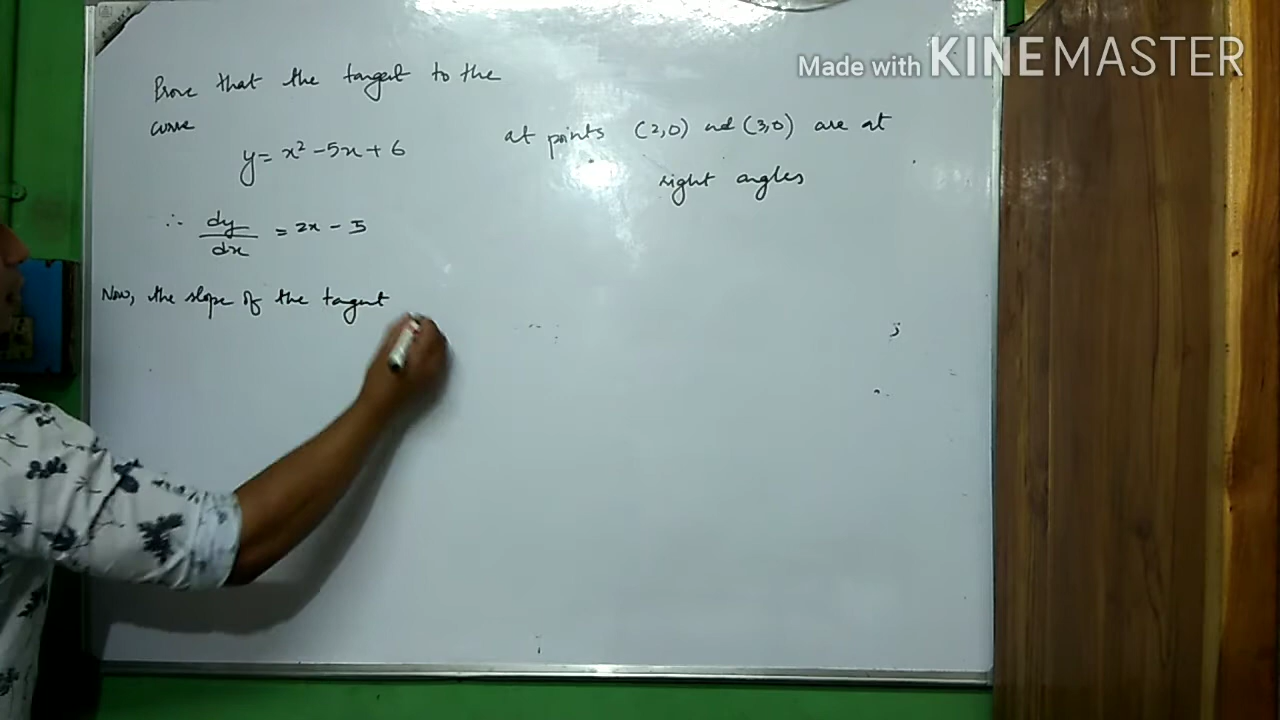 Made with KINEMASTER
Prove that the tangent to the
curve
y = x² - 5x + 6
at points (2,0) and (3,0) are at
right angles
∴ dy/dx = 2x - 5
Now, the slope of the tangent